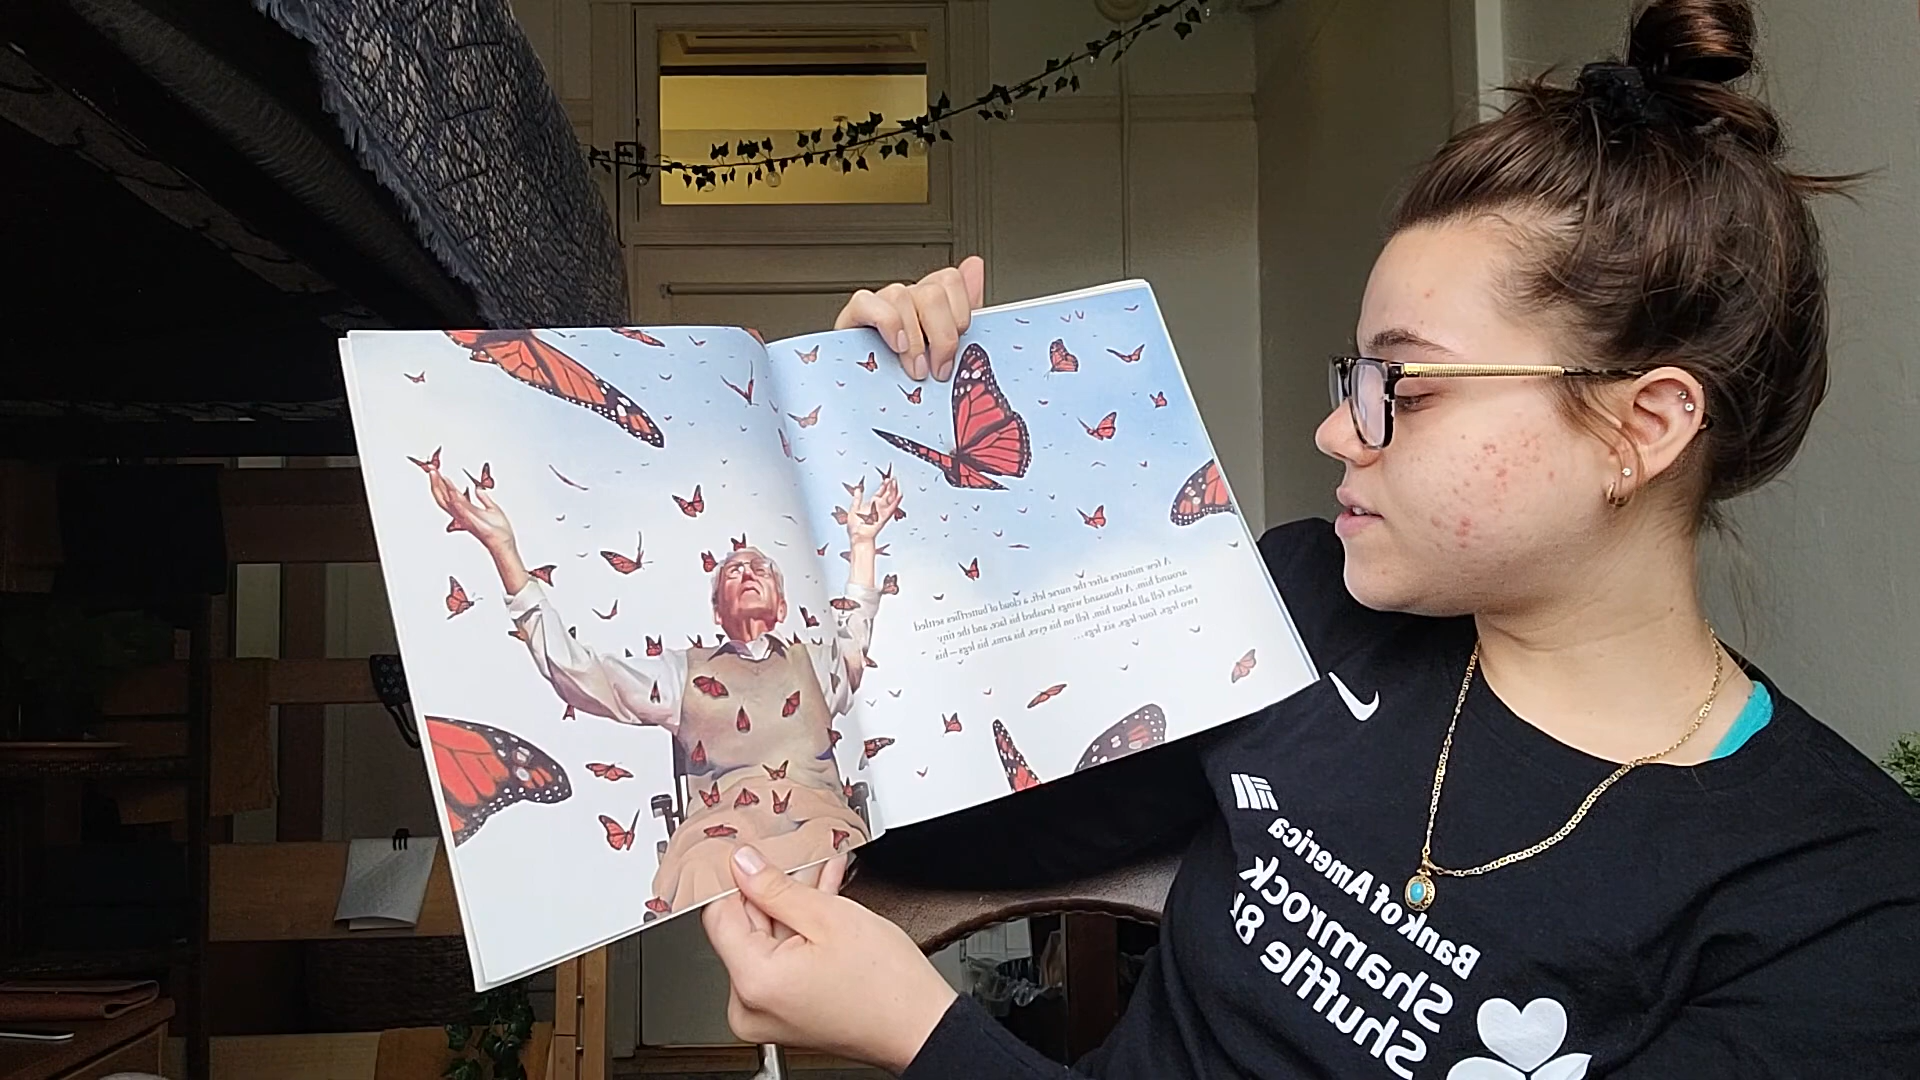 A few minutes after the nurse left, a cloud of butterflies settled
around him. A thousand wings brushed his face, and the tiny
scales fell all about him, fell on his eyes, his arms, his legs—his
two legs, four legs, six legs…
Bank of America
Shamrock
Shuffle 8k